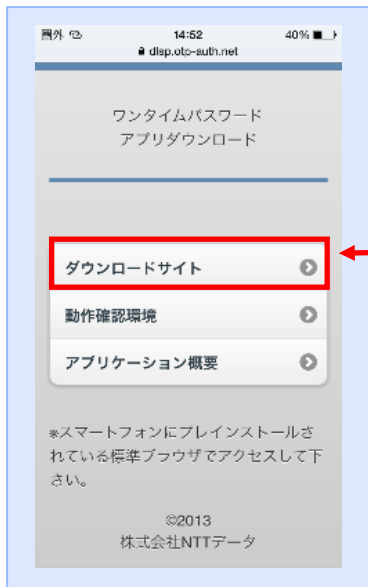 圏外
14:52
40%
dlsp.otp-auth.net
ワンタイムパスワード
アプリダウンロード
ダウンロードサイト
動作確認環境
アプリケーション概要
※スマートフォンにプレインストールさ
れている標準ブラウザでアクセスして下
さい。
©2013
株式会社NTTデータ